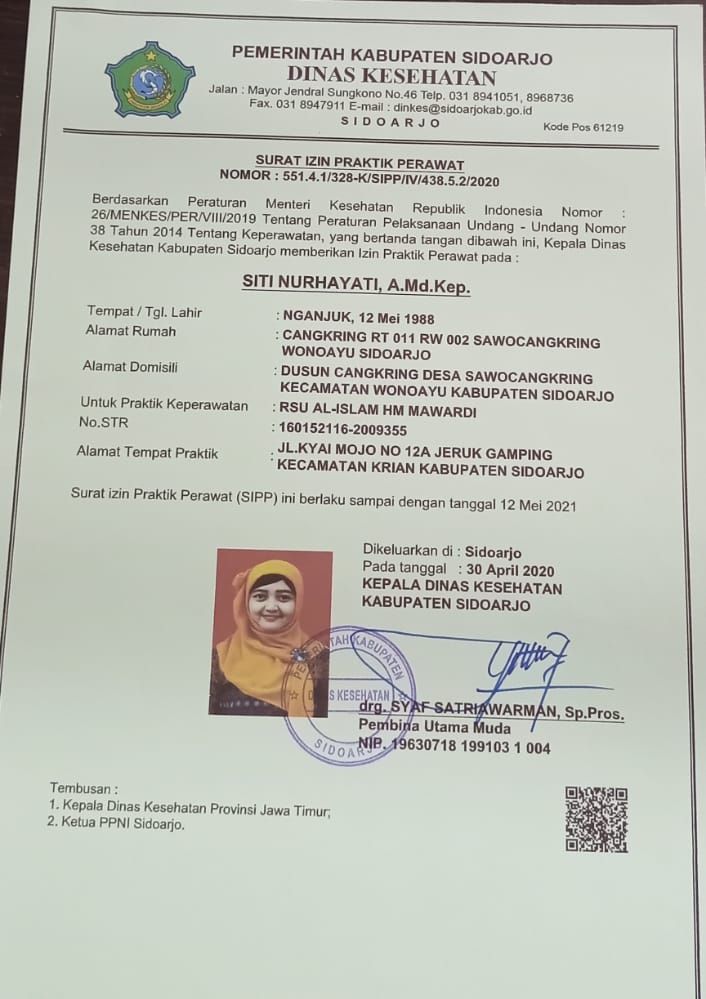 PEMERINTAH KABUPATEN SIDOARJO
DINAS KESEHATAN
Jalan : Mayor Jendral Sungkono No.46 Telp. 031 8941051, 8968736
Fax. 031 8947911 E-mail : dinkes@sidoarjokab.go.id
SIDOARJO
Kode Pos 61219
SURAT IZIN PRAKTIK PERAWAT
NOMOR : 551.4.1/328-K/SIPP/IV/438.5.2/2020
Berdasarkan Peraturan Menteri Kesehatan Republik Indonesia Nomor :
26/MENKES/PER/VIII/2019 Tentang Peraturan Pelaksanaan Undang - Undang Nomor
38 Tahun 2014 Tentang Keperawatan, yang bertanda tangan dibawah ini, Kepala Dinas
Kesehatan Kabupaten Sidoarjo memberikan Izin Praktik Perawat pada :
SITI NURHAYATI, A.Md.Kep.
Tempat / Tgl. Lahir : NGANJUK, 12 Mei 1988
Alamat Rumah : CANGKRING RT 011 RW 002 SAWOCANGKRING
WONOAYU SIDOARJO
Alamat Domisili : DUSUN CANGKRING DESA SAWOCANGKRING
KECAMATAN WONOAYU KABUPATEN SIDOARJO
Untuk Praktik Keperawatan : RSU AL-ISLAM HM MAWARDI
No.STR : 160152116-2009355
Alamat Tempat Praktik : JL.KYAI MOJO NO 12A JERUK GAMPING
KECAMATAN KRIAN KABUPATEN SIDOARJO
Surat izin Praktik Perawat (SIPP) ini berlaku sampai dengan tanggal 12 Mei 2021
Dikeluarkan di : Sidoarjo
Pada tanggal : 30 April 2020
KEPALA DINAS KESEHATAN
KABUPATEN SIDOARJO
PEMERINTAH KABUPATEN
DINAS KESEHATAN
SIDOARJO
drg. SYAF SATRIAWARMAN, Sp.Pros.
Pembina Utama Muda
NIP. 19630718 199103 1 004
Tembusan :
1. Kepala Dinas Kesehatan Provinsi Jawa Timur;
2. Ketua PPNI Sidoarjo.